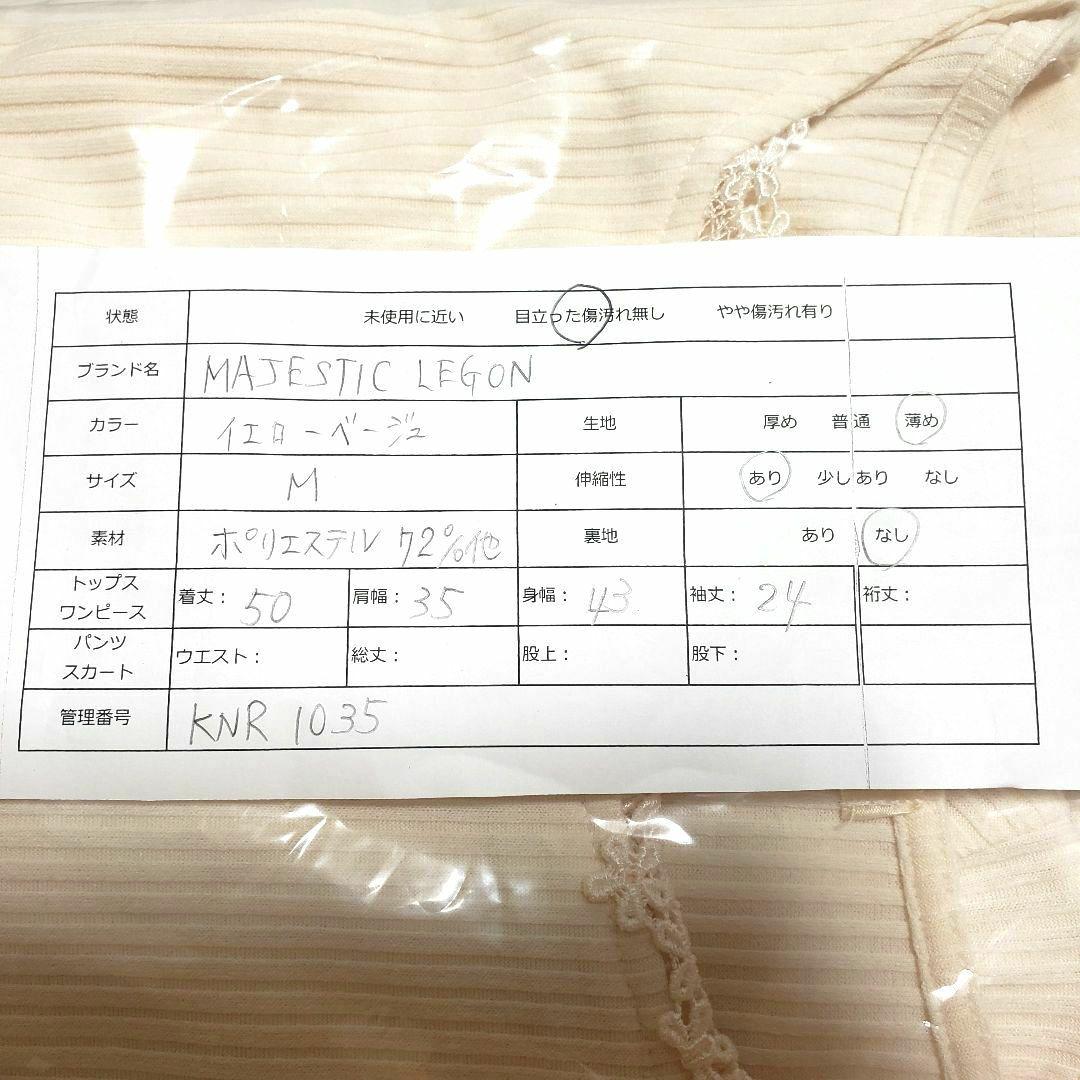 状態 未使用に近い 目立った傷汚れ無し やや傷汚れ有り
ブランド名 MAJESTIC LEGON
カラー イエローベージュ 生地 厚め 普通 薄め
サイズ M 伸縮性 あり 少しあり なし
素材 ポリエステル 72%他 裏地 あり なし
トップス
ワンピース 着丈: 50 肩幅: 35 身幅: 43 袖丈: 24 裄丈:
パンツ
スカート ウエスト: 総丈: 股上: 股下:
管理番号 KNR 1035